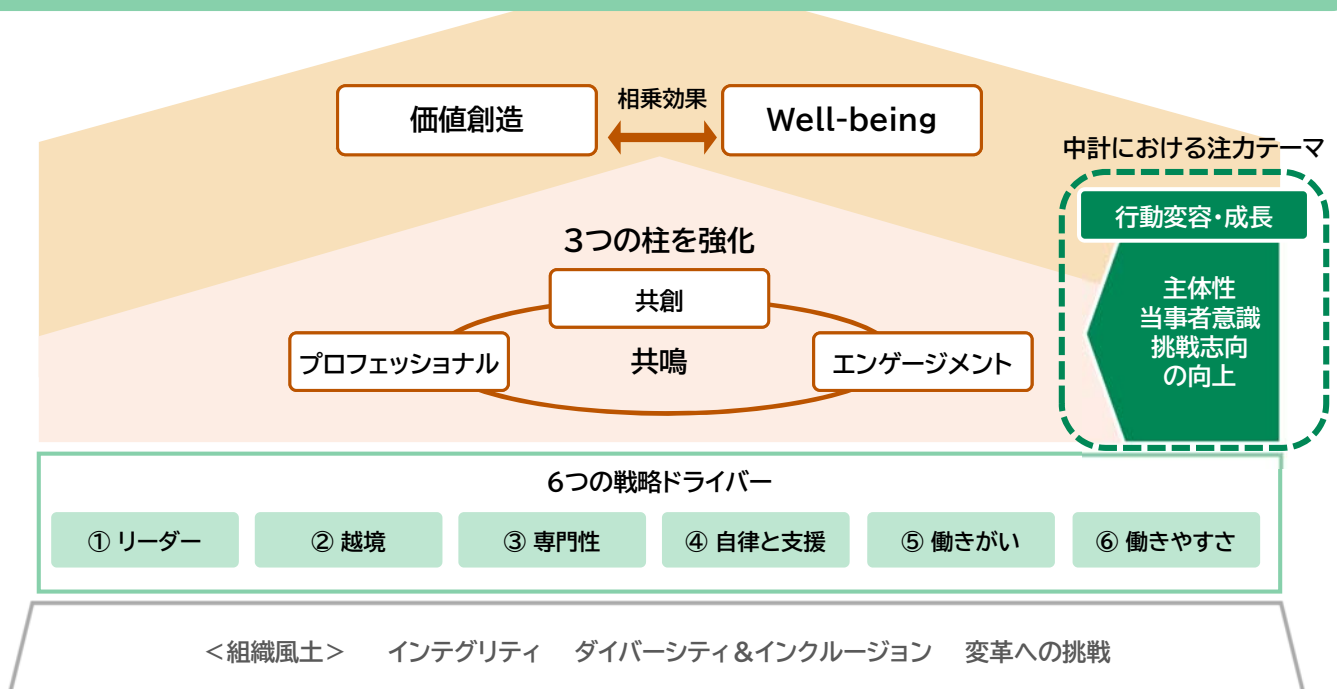 価値創造
相乗効果
Well-being
中計における注力テーマ
行動変容・成長
主体性
当事者意識
挑戦志向
の向上
3つの柱を強化
共創
プロフェッショナル
共鳴
エンゲージメント
6つの戦略ドライバー
① リーダー
② 越境
③ 専門性
④ 自律と支援
⑤ 働きがい
⑥ 働きやすさ
<組織風土> インテグリティ ダイバーシティ&インクルージョン 変革への挑戦